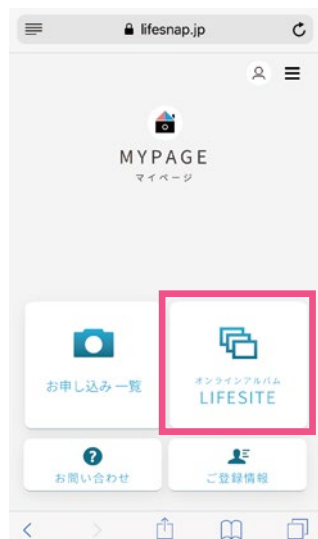 lifesnap.jp
MYPAGE
マイページ
お申し込み一覧
オンラインアルバム
LIFESITE
お問い合わせ
ご登録情報